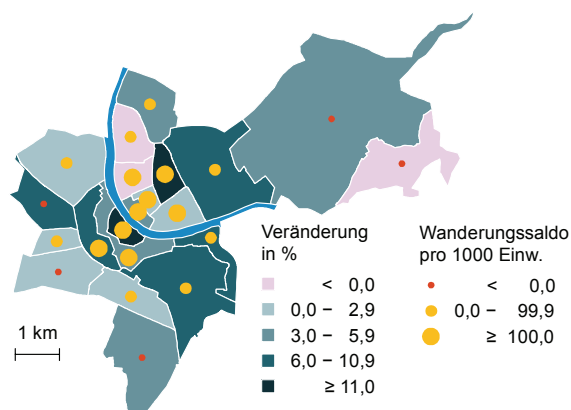 Veränderung
in %
< 0,0
0,0 – 2,9
3,0 – 5,9
6,0 – 10,9
≥ 11,0
Wanderungssaldo
pro 1000 Einw.
< 0,0
0,0 – 99,9
≥ 100,0
1 km